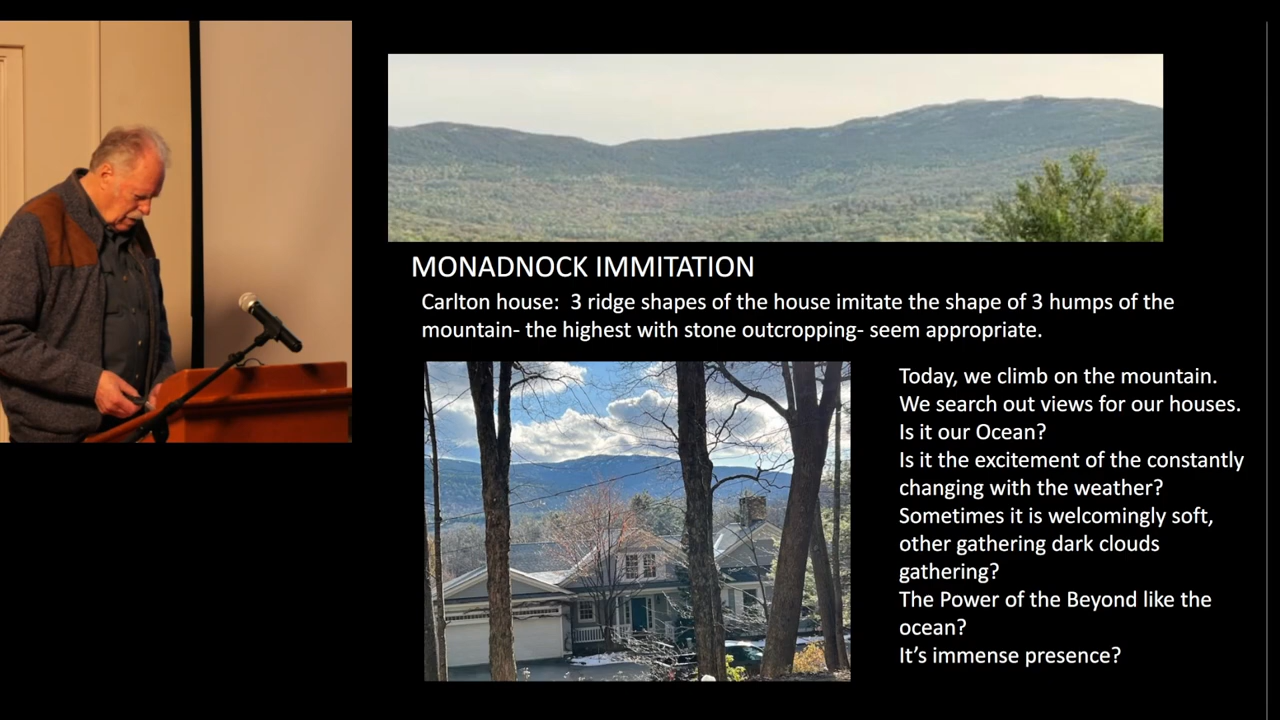 MONADNOCK IMMITATION
Carlton house:  3 ridge shapes of the house imitate the shape of 3 humps of the
mountain- the highest with stone outcropping- seem appropriate.
Today, we climb on the mountain.
We search out views for our houses.
Is it our Ocean?
Is it the excitement of the constantly
changing with the weather?
Sometimes it is welcomingly soft,
other gathering dark clouds
gathering?
The Power of the Beyond like the
ocean?
It’s immense presence?